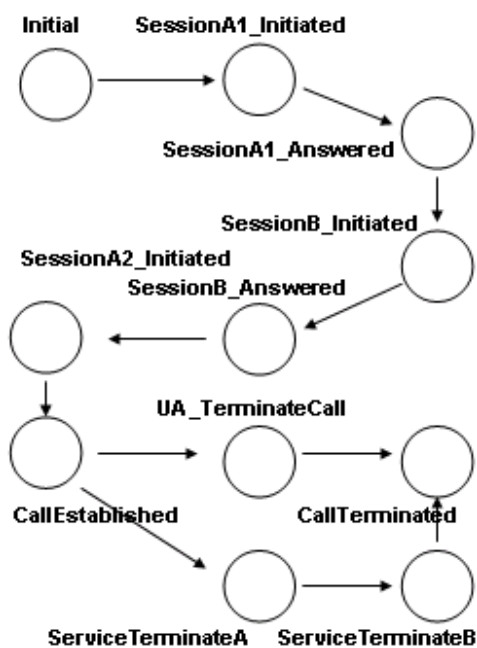 Initial
SessionA1_Initiated
SessionA1_Answered
SessionB_Initiated
SessionA2_Initiated
SessionB_Answered
UA_TerminateCall
CallEstablished
CallTerminated
ServiceTerminateA
ServiceTerminateB